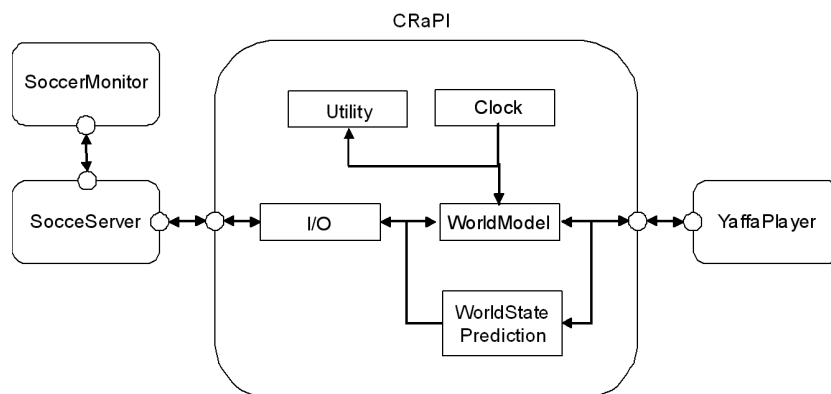 CRaPI
SoccerMonitor
Utility
Clock
SocceServer
I/O
WorldModel
YaffaPlayer
WorldState
Prediction